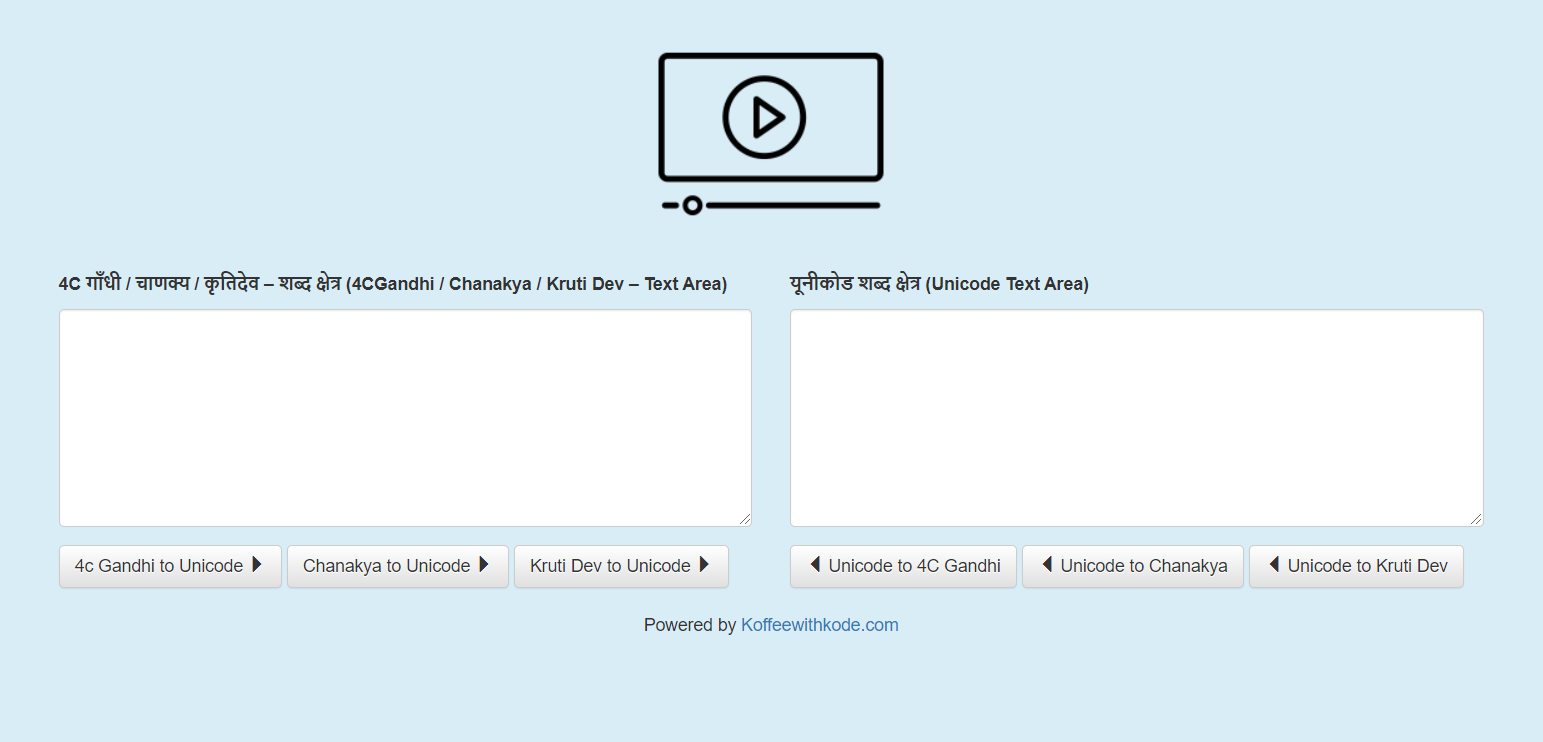 4C गाँधी / चाणक्य / कृतिदेव – शब्द क्षेत्र (4CGandhi / Chanakya / Kruti Dev – Text Area)
यूनीकोड शब्द क्षेत्र (Unicode Text Area)
4c Gandhi to Unicode
Chanakya to Unicode
Kruti Dev to Unicode
Unicode to 4C Gandhi
Unicode to Chanakya
Unicode to Kruti Dev
Powered by Koffeewithkode.com